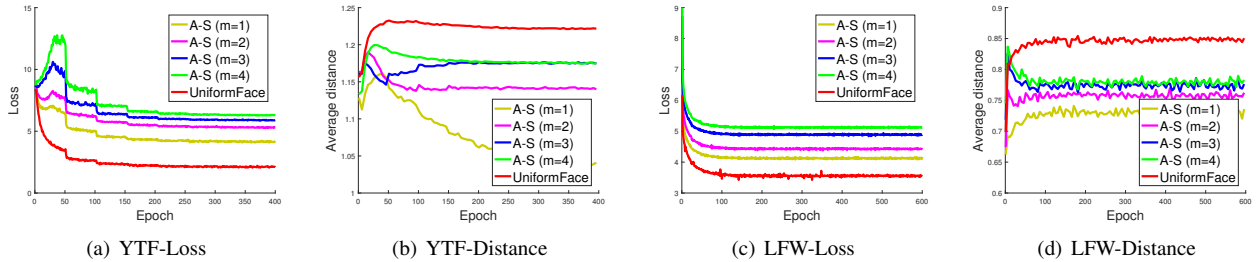 15
10
5
0
Loss
0 50 100 150 200 250 300 350 400
Epoch
A-S (m=1)
A-S (m=2)
A-S (m=3)
A-S (m=4)
UniformFace
(a) YTF-Loss
1.25
1.2
1.15
1.1
1.05
1
Average distance
0 50 100 150 200 250 300 350 400
Epoch
A-S (m=1)
A-S (m=2)
A-S (m=3)
A-S (m=4)
UniformFace
(b) YTF-Distance
9
8
7
6
5
4
3
Loss
0 100 200 300 400 500 600
Epoch
A-S (m=1)
A-S (m=2)
A-S (m=3)
A-S (m=4)
UniformFace
(c) LFW-Loss
0.9
0.85
0.8
0.75
0.7
0.65
0.6
Average distance
0 100 200 300 400 500 600
Epoch
A-S (m=1)
A-S (m=2)
A-S (m=3)
A-S (m=4)
UniformFace
(d) LFW-Distance